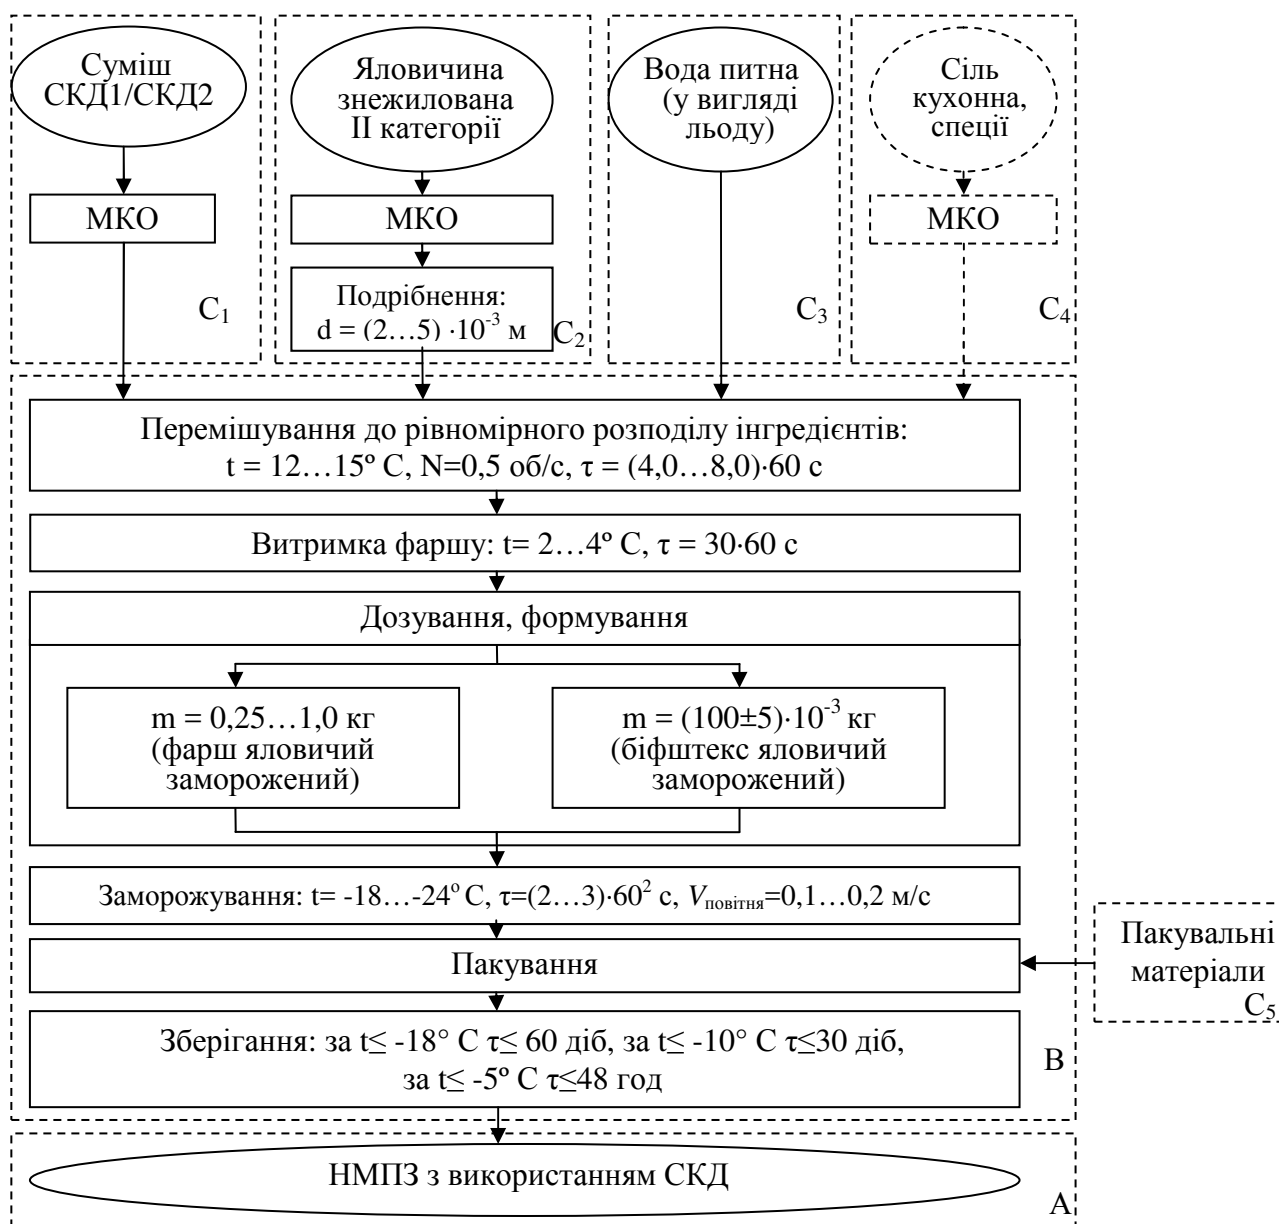 Суміш
СКД1/СКД2
МКО
C₁
Яловичина
знежилована
ІІ категорії
МКО
Подрібнення:
d = (2…5) ·10⁻³ м
C₂
Вода питна
(у вигляді
льоду)
C₃
Сіль
кухонна,
спеції
МКО
C₄
Перемішування до рівномірного розподілу інгредієнтів:
t = 12…15º С, N=0,5 об/с, τ = (4,0…8,0)·60 с
Витримка фаршу: t= 2…4º С, τ = 30·60 с
Дозування, формування
m = 0,25…1,0 кг
(фарш яловичий
заморожений)
m = (100±5)·10⁻³ кг
(біфштекс яловичий
заморожений)
Заморожування: t= -18…-24º С, τ=(2…3)·60² с, Vповітня=0,1…0,2 м/с
Пакування
Пакувальні
матеріали
C₅
Зберігання: за t≤ -18° С τ≤ 60 діб, за t≤ -10° С τ≤30 діб,
за t≤ -5º С τ≤48 год
В
НМПЗ з використанням СКД
А